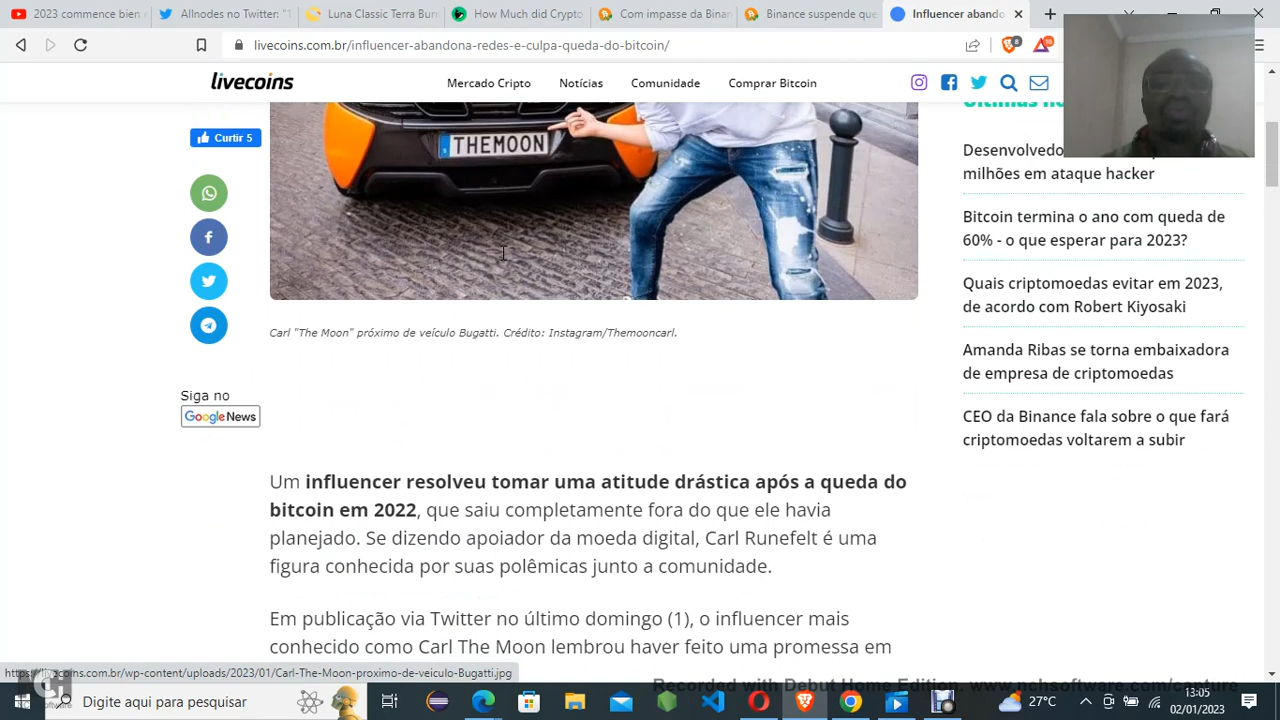 2023 commence bien
Allnodes on Twitter: "T
Luna Classic Terra Burn
How Much did Crypto
Com impasse da Binan
Binance suspende que
Influencer abando
livecoins.com.br/influencer-abandona-redes-e-culpa-queda-do-bitcoin/
livecoins
Mercado Cripto
Notícias
Comunidade
Comprar Bitcoin
Curtir 5
THEMOON
Carl "The Moon" próximo de veículo Bugatti. Crédito: Instagram/Themooncarl.
Siga no
Google News
Um influencer resolveu tomar uma atitude drástica após a queda do
bitcoin em 2022, que saiu completamente fora do que ele havia
planejado. Se dizendo apoiador da moeda digital, Carl Runefelt é uma
figura conhecida por suas polêmicas junto a comunidade.
Em publicação via Twitter no último domingo (1), o influencer mais
conhecido como Carl The Moon lembrou haver feito uma promessa em
Desenvolvedo
milhões em ataque hacker
Bitcoin termina o ano com queda de
60% - o que esperar para 2023?
Quais criptomoedas evitar em 2023,
de acordo com Robert Kiyosaki
Amanda Ribas se torna embaixadora
de empresa de criptomoedas
CEO da Binance fala sobre o que fará
criptomoedas voltarem a subir
https://livecoins.com.br/wp-content/uploads/2023/01/Carl-The-Moon-proximo-de-veiculo-Bugatti.jpg
Recorded with Debut Home Edition. www.nchsoftware.com/capture
Digite aqui para pesquisar
27°C
13:05
02/01/2023